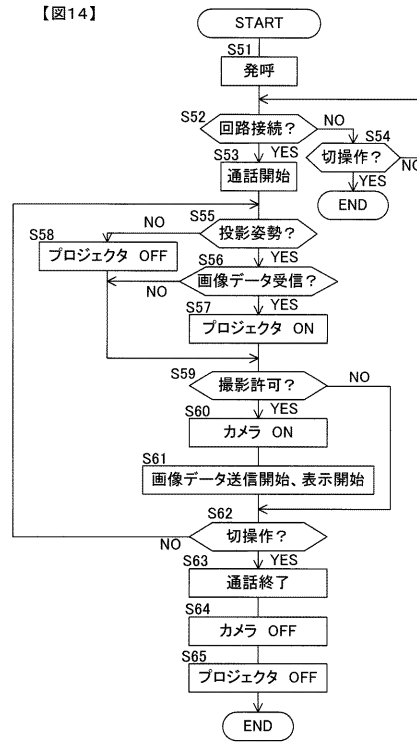 【図14】
START
S51
発呼
S52
回路接続？
NO
S54
YES
S53
通話開始
切操作？
NO
YES
END
S55
投影姿勢？
NO
YES
S58
プロジェクタ OFF
S56
画像データ受信？
NO
YES
S57
プロジェクタ ON
S59
撮影許可？
NO
YES
S60
カメラ ON
S61
画像データ送信開始、表示開始
S62
切操作？
NO
YES
S63
通話終了
S64
カメラ OFF
S65
プロジェクタ OFF
END